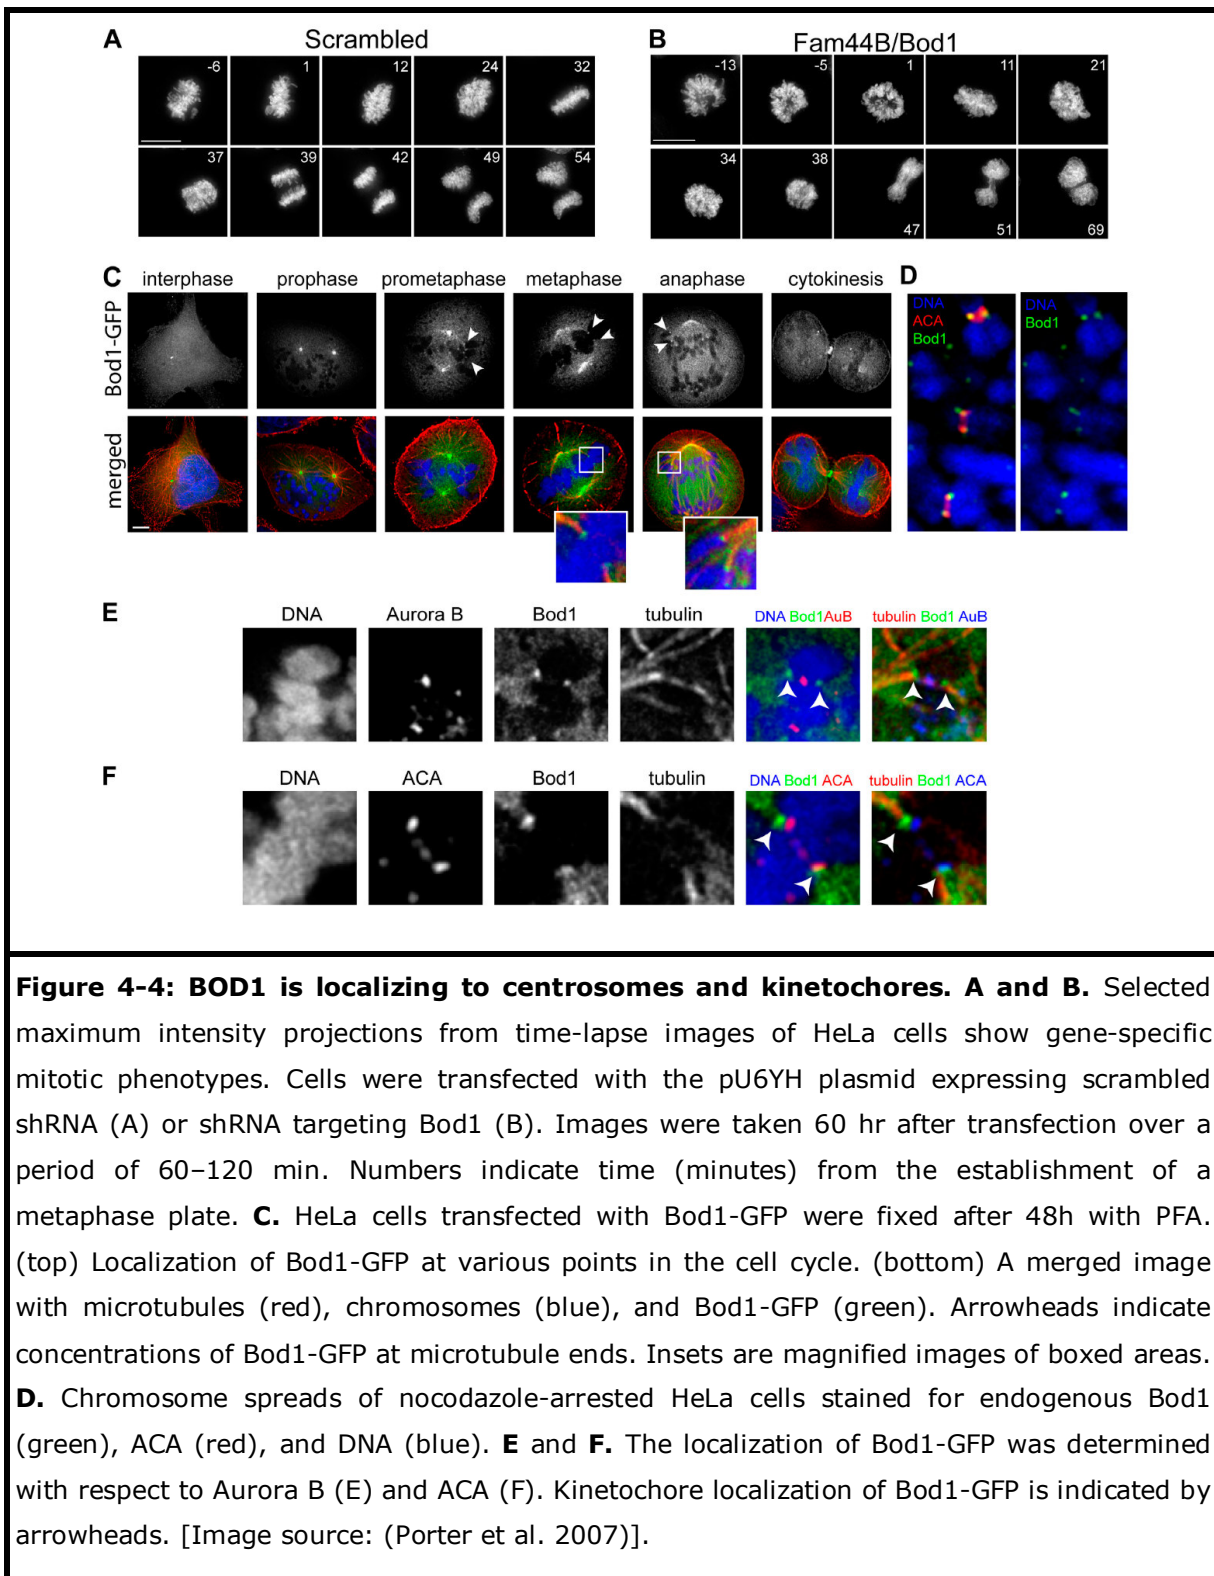 A Scrambled B Fam44B/Bod1
-6 1 12 24 32 -13 -5 1 11 21
37 39 42 49 54 34 38 47 51 69
C interphase prophase prometaphase metaphase anaphase cytokinesis D
Bod1-GFP
merged
DNA
ACA
Bod1
DNA
Bod1
E DNA Aurora B Bod1 tubulin DNA Bod1AuB tubulin Bod1 AuB
F DNA ACA Bod1 tubulin DNA Bod1 ACA tubulin Bod1 ACA
Figure 4-4: BOD1 is localizing to centrosomes and kinetochores. A and B. Selected
maximum intensity projections from time-lapse images of HeLa cells show gene-specific
mitotic phenotypes. Cells were transfected with the pU6YH plasmid expressing scrambled
shRNA (A) or shRNA targeting Bod1 (B). Images were taken 60 hr after transfection over a
period of 60–120 min. Numbers indicate time (minutes) from the establishment of a
metaphase plate. C. HeLa cells transfected with Bod1-GFP were fixed after 48h with PFA.
(top) Localization of Bod1-GFP at various points in the cell cycle. (bottom) A merged image
with microtubules (red), chromosomes (blue), and Bod1-GFP (green). Arrowheads indicate
concentrations of Bod1-GFP at microtubule ends. Insets are magnified images of boxed areas.
D. Chromosome spreads of nocodazole-arrested HeLa cells stained for endogenous Bod1
(green), ACA (red), and DNA (blue). E and F. The localization of Bod1-GFP was determined
with respect to Aurora B (E) and ACA (F). Kinetochore localization of Bod1-GFP is indicated by
arrowheads. [Image source: (Porter et al. 2007)].